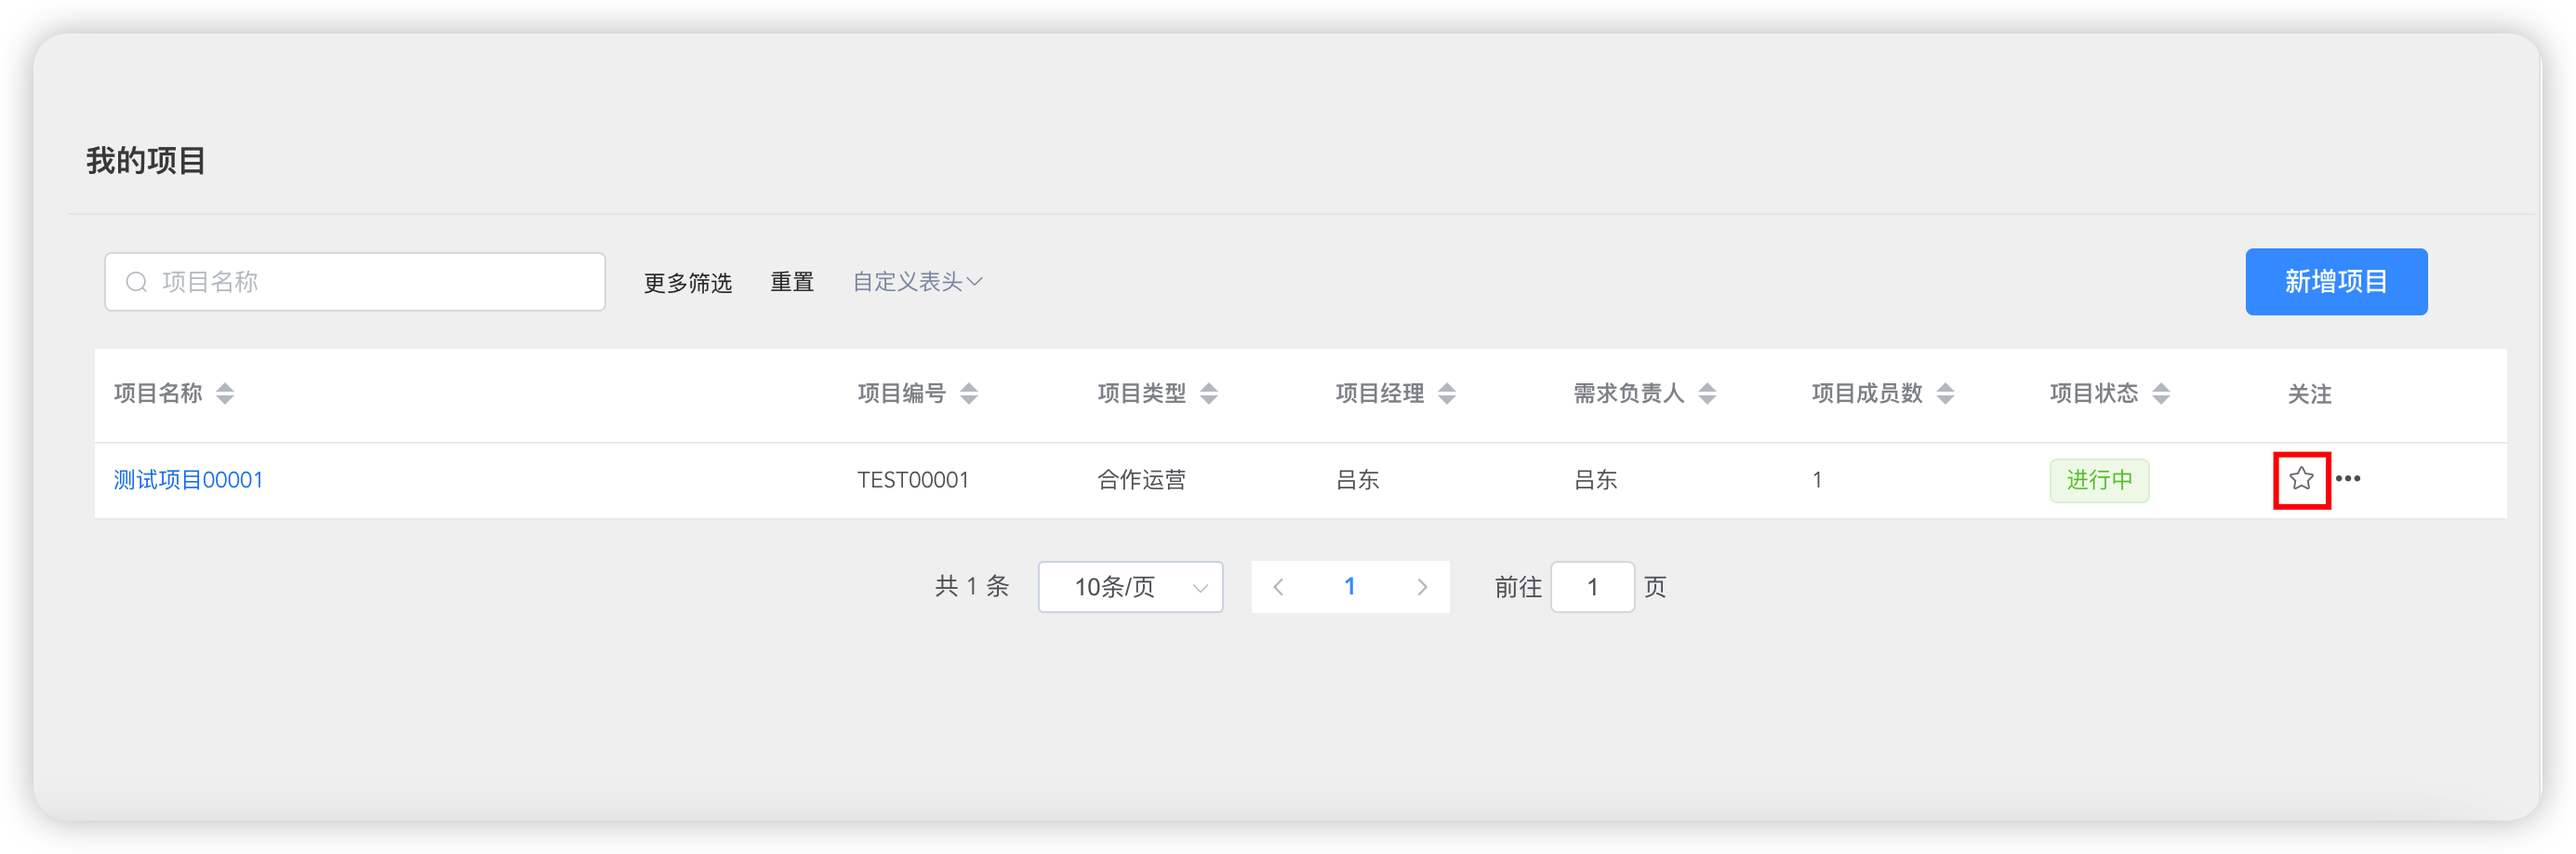 我的项目
项目名称 更多筛选 重置 自定义表头 新增项目
项目名称 项目编号 项目类型 项目经理 需求负责人 项目成员数 项目状态 关注
测试项目00001 TEST00001 合作运营 吕东 吕东 1 进行中
共 1 条 10条/页 1 前往 1 页